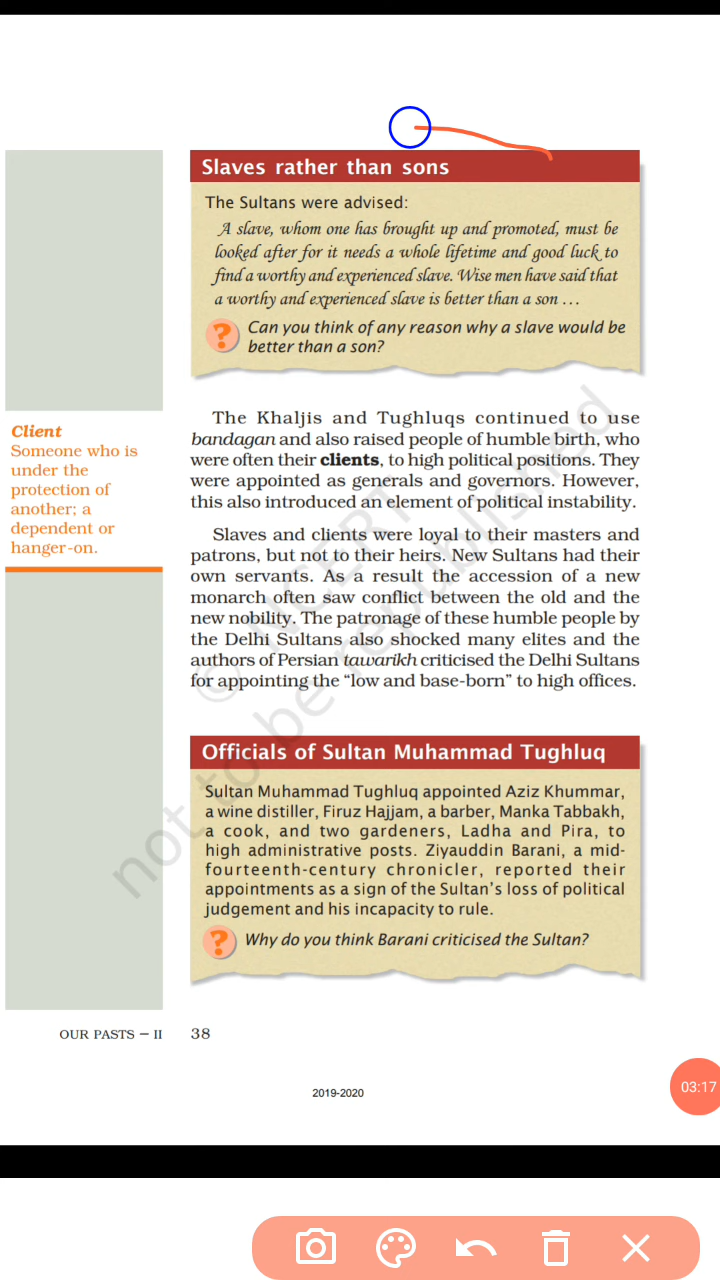 Slaves rather than sons
The Sultans were advised:
A slave, whom one has brought up and promoted, must be
looked after for it needs a whole lifetime and good luck to
find a worthy and experienced slave. Wise men have said that
a worthy and experienced slave is better than a son ...
? Can you think of any reason why a slave would be
better than a son?
The Khaljis and Tughluqs continued to use
bandagan and also raised people of humble birth, who
were often their clients, to high political positions. They
were appointed as generals and governors. However,
this also introduced an element of political instability.
Client
Someone who is
under the
protection of
another; a
dependent or
hanger-on.
Slaves and clients were loyal to their masters and
patrons, but not to their heirs. New Sultans had their
own servants. As a result the accession of a new
monarch often saw conflict between the old and the
new nobility. The patronage of these humble people by
the Delhi Sultans also shocked many elites and the
authors of Persian tawarikh criticised the Delhi Sultans
for appointing the “low and base-born” to high offices.
© NCERT
not to be republished
Officials of Sultan Muhammad Tughluq
Sultan Muhammad Tughluq appointed Aziz Khummar,
a wine distiller, Firuz Hajjam, a barber, Manka Tabbakh,
a cook, and two gardeners, Ladha and Pira, to
high administrative posts. Ziyauddin Barani, a mid-
fourteenth-century chronicler, reported their
appointments as a sign of the Sultan’s loss of political
judgement and his incapacity to rule.
? Why do you think Barani criticised the Sultan?
OUR PASTS – II 38
2019-2020
03:17